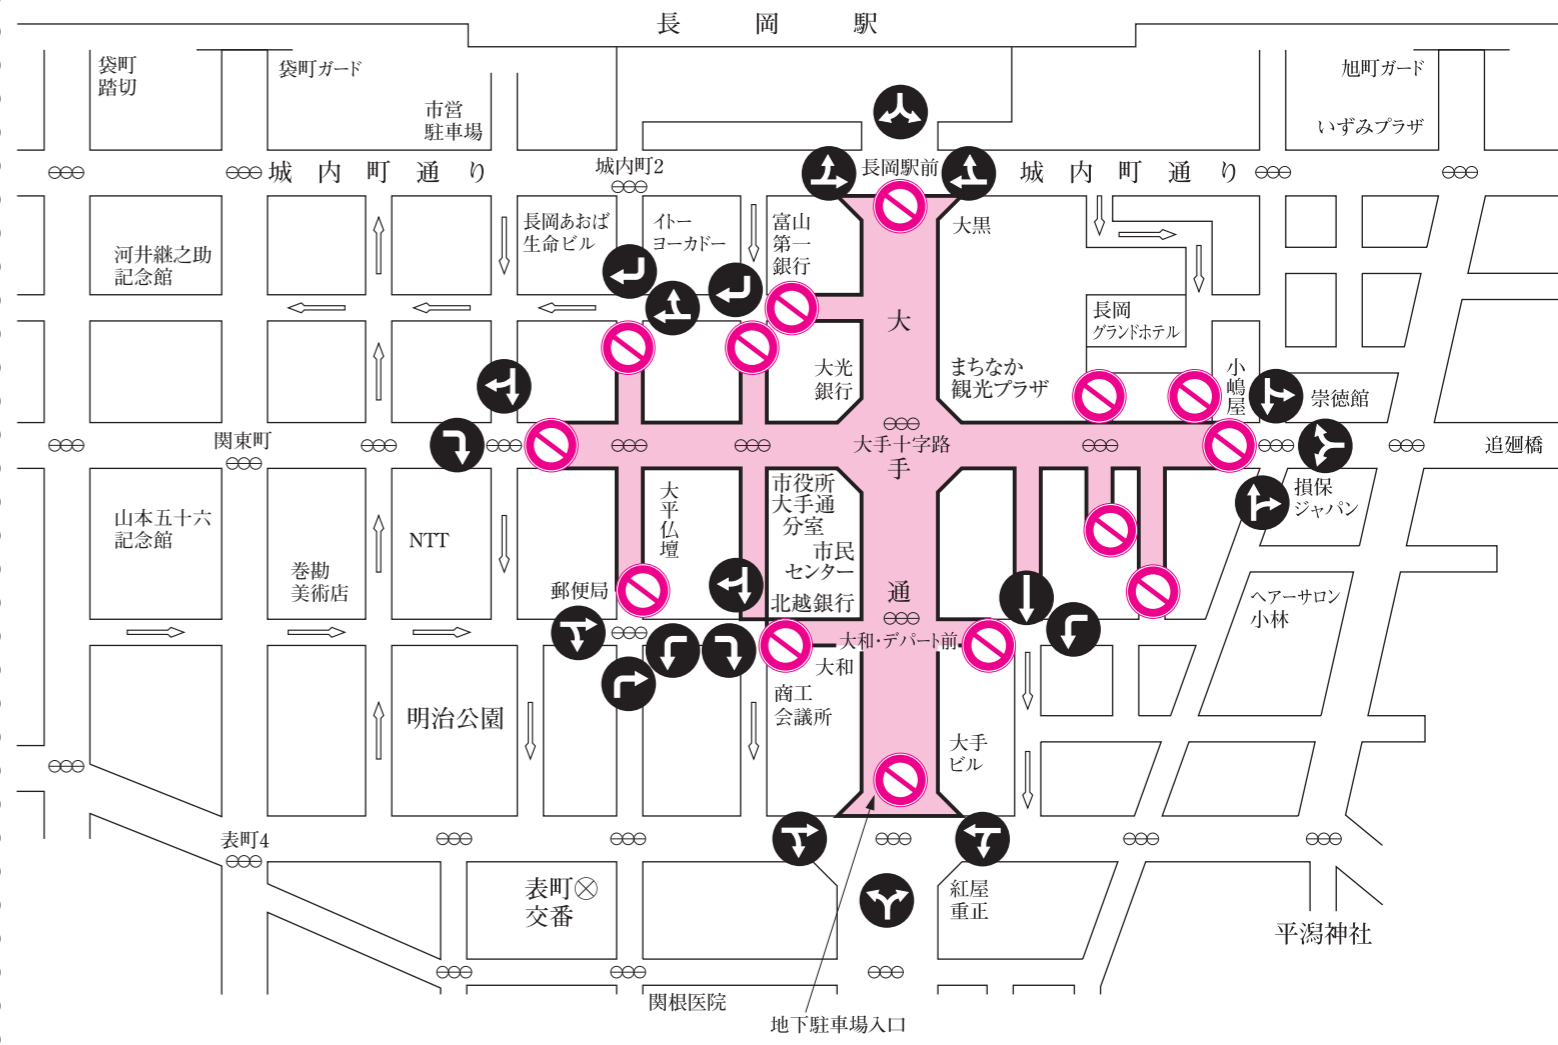 長岡駅
袋町
踏切
袋町ガード
市営
駐車場
旭町ガード
いずみプラザ
城内町通り
城内町2
長岡駅前
城内町通り
河井継之助
記念館
長岡あおば
生命ビル
イトー
ヨーカドー
富山
第一
銀行
大黒
大手通
長岡
グランドホテル
大光
銀行
まちなか
観光プラザ
小嶋屋
崇徳館
関東町
大手十字路
追廻橋
山本五十六
記念館
NTT
大平仏壇
市役所
大手通
分室
市民
センター
北越銀行
損保
ジャパン
巻勘
美術店
郵便局
ヘアーサロン
小林
大和・デパート前
大和
商工
会議所
明治公園
大手
ビル
表町4
表町
交番
紅屋
重正
平潟神社
関根医院
地下駐車場入口